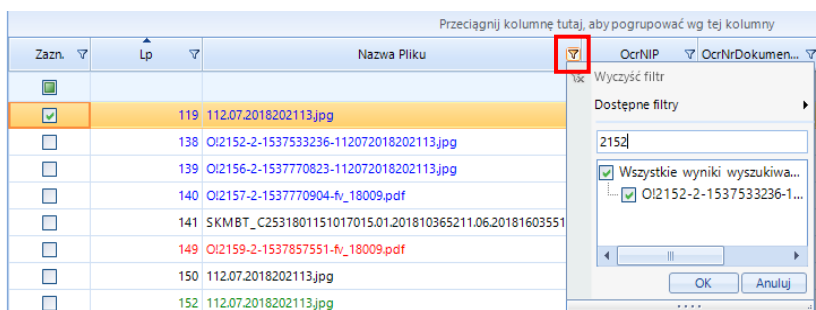 Przeciągnij kolumnę tutaj, aby pogrupować wg tej kolumny
Zazn. Lp Nazwa Pliku OcrNIP OcrNrDokumen...
Wyczyść filtr
119 112.07.2018202113.jpg
Dostępne filtry
138 O!2152-2-1537533236-112072018202113.jpg
2152
139 O!2156-2-1537770823-112072018202113.jpg
Wszystkie wyniki wyszukiwa...
140 O!2157-2-1537770904-fv_18009.pdf
O!2152-2-1537533236-1...
141 SKMBT_C2531801151017015.01.201810365211.06.20181603551
149 O!2159-2-1537857551-fv_18009.pdf
150 112.07.2018202113.jpg
OK Anuluj
152 112.07.2018202113.jpg